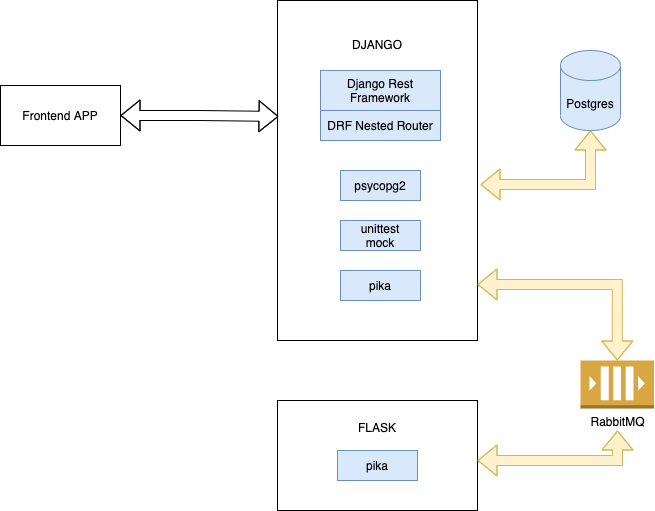 DJANGO
Django Rest
Framework
DRF Nested Router
Frontend APP
Postgres
psycopg2
unittest
mock
pika
RabbitMQ
FLASK
pika